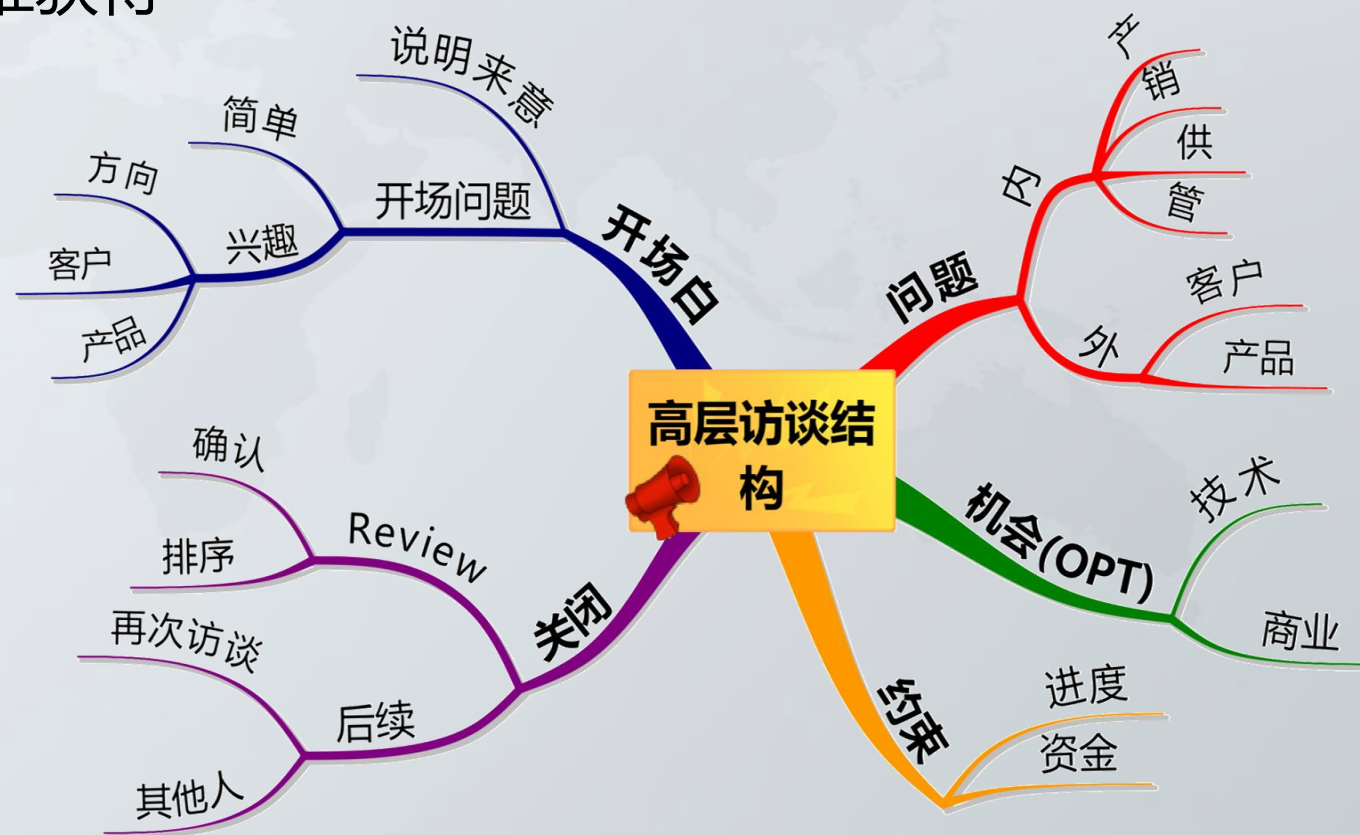 准获得
高层访谈结
构
开场白
说明来意
开场问题
简单
兴趣
方向
客户
产品
问题
内
产
销
供
管
外
客户
产品
机会(OPT)
技术
商业
约束
进度
资金
关闭
Review
确认
排序
后续
再次访谈
其他人